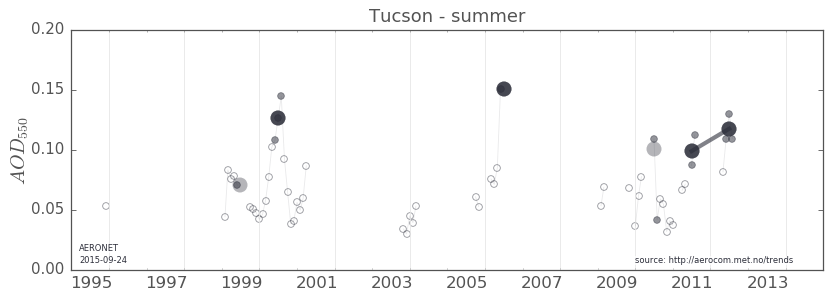 Tucson - summer
0.20
0.15
0.10
0.05
0.00
AOD550
AERONET
2015-09-24
source: http://aerocom.met.no/trends
1995 1997 1999 2001 2003 2005 2007 2009 2011 2013